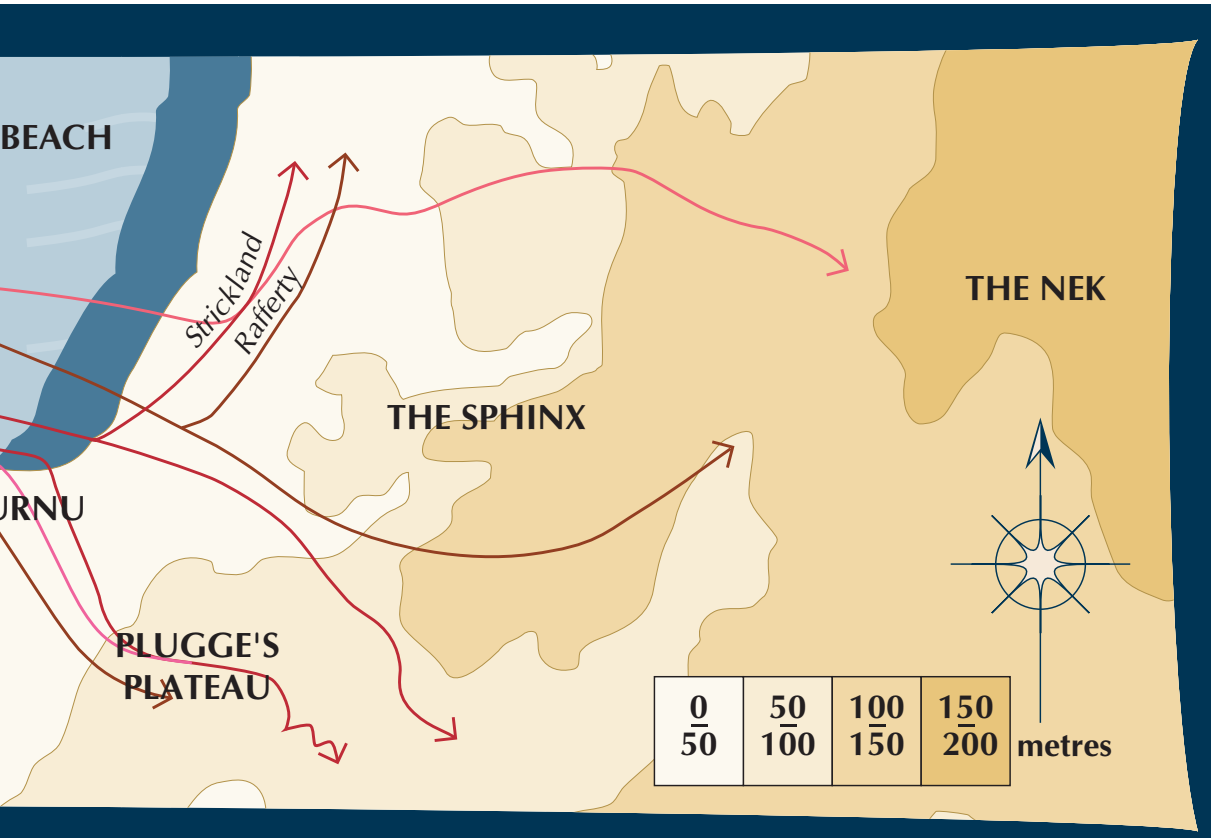 BEACH
Strickland
Rafferty
THE NEK
THE SPHINX
URNU
PLUGGE'S
PLATEAU
0 50 100 150
50 100 150 200 metres